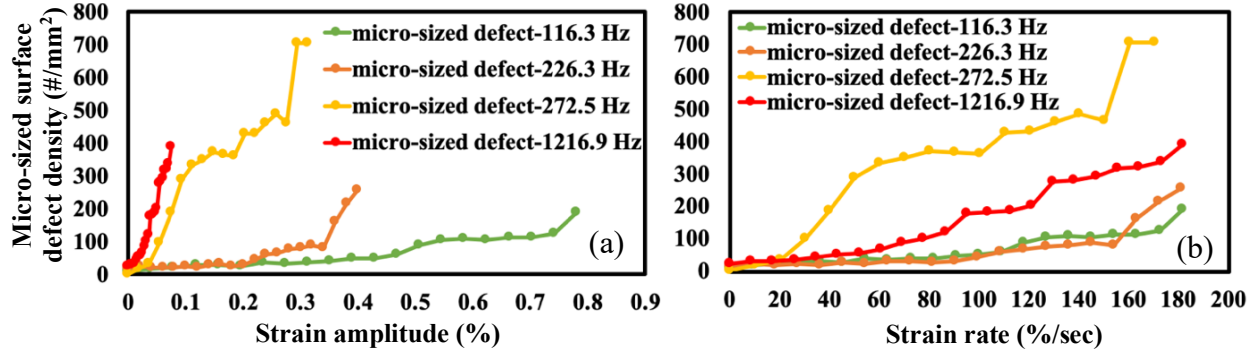 Micro-sized surface
defect density (#/mm²)
800
700
600
500
400
300
200
100
0
micro-sized defect-116.3 Hz
micro-sized defect-226.3 Hz
micro-sized defect-272.5 Hz
micro-sized defect-1216.9 Hz
(a)
0 0.1 0.2 0.3 0.4 0.5 0.6 0.7 0.8 0.9
Strain amplitude (%)
800
700
600
500
400
300
200
100
0
micro-sized defect-116.3 Hz
micro-sized defect-226.3 Hz
micro-sized defect-272.5 Hz
micro-sized defect-1216.9 Hz
(b)
0 20 40 60 80 100 120 140 160 180 200
Strain rate (%/sec)